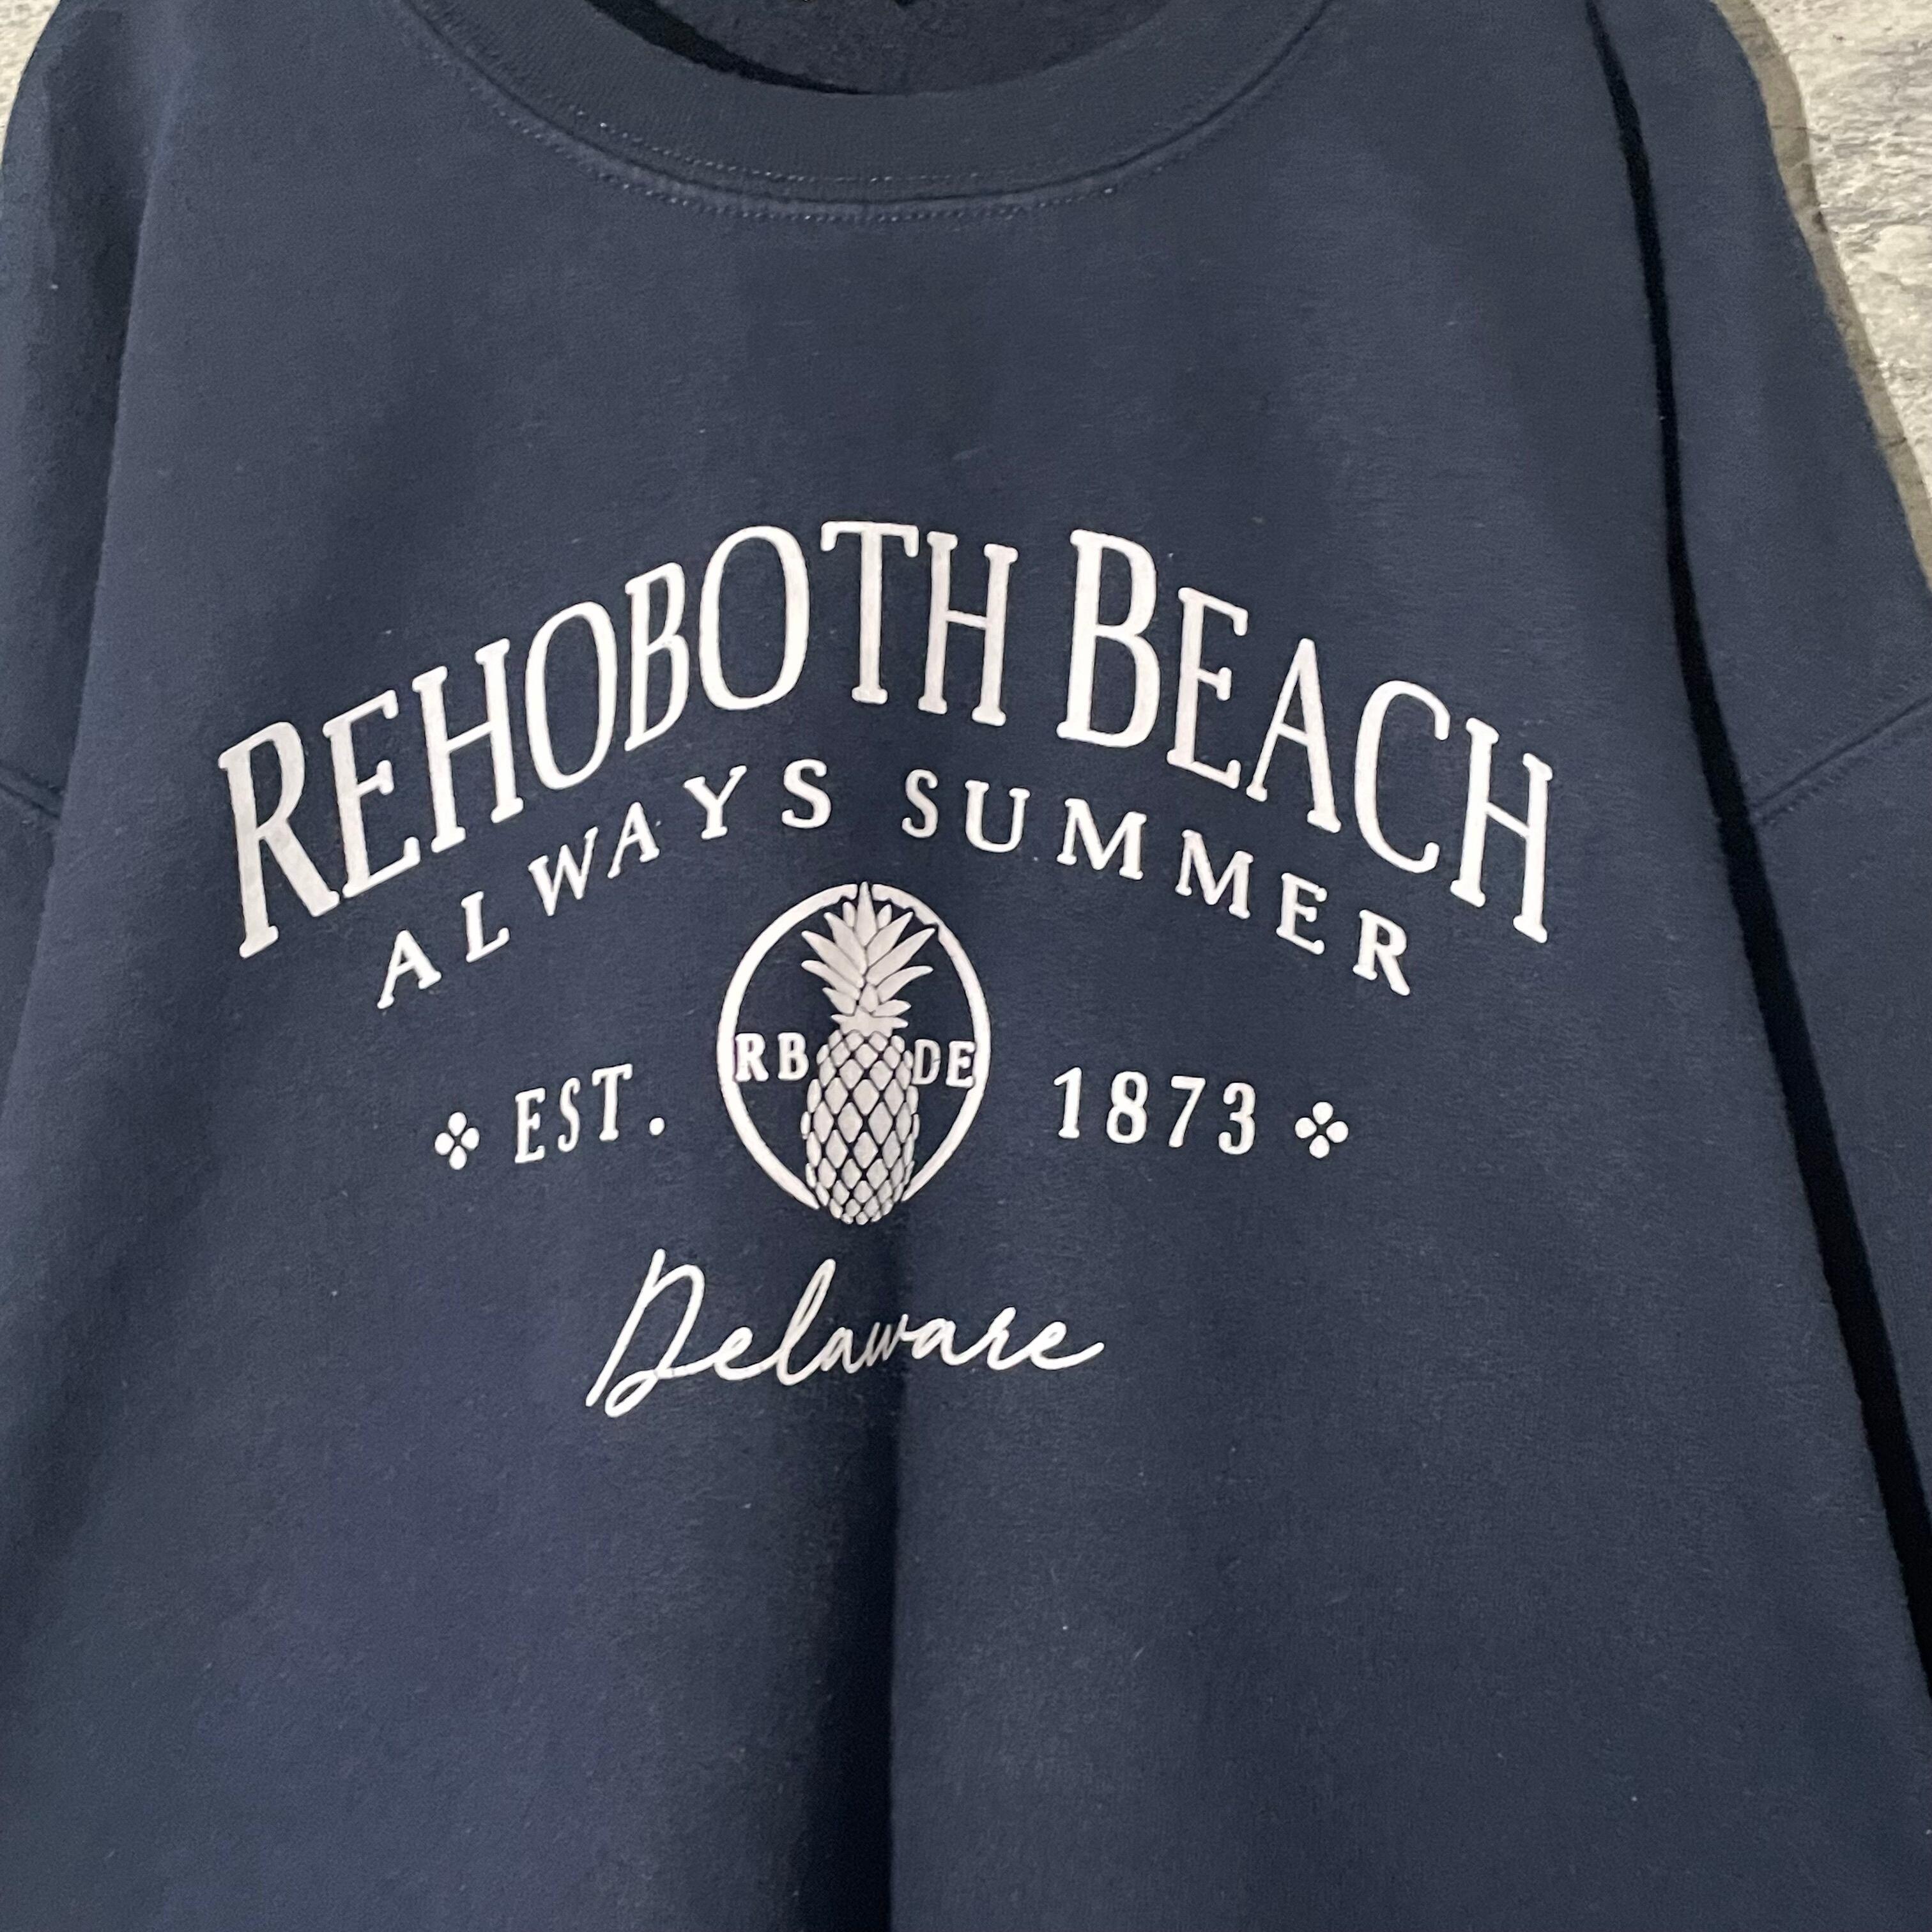 REHOBOTH BEACH
ALWAYS SUMMER
RB DE
EST. 1873
Delaware